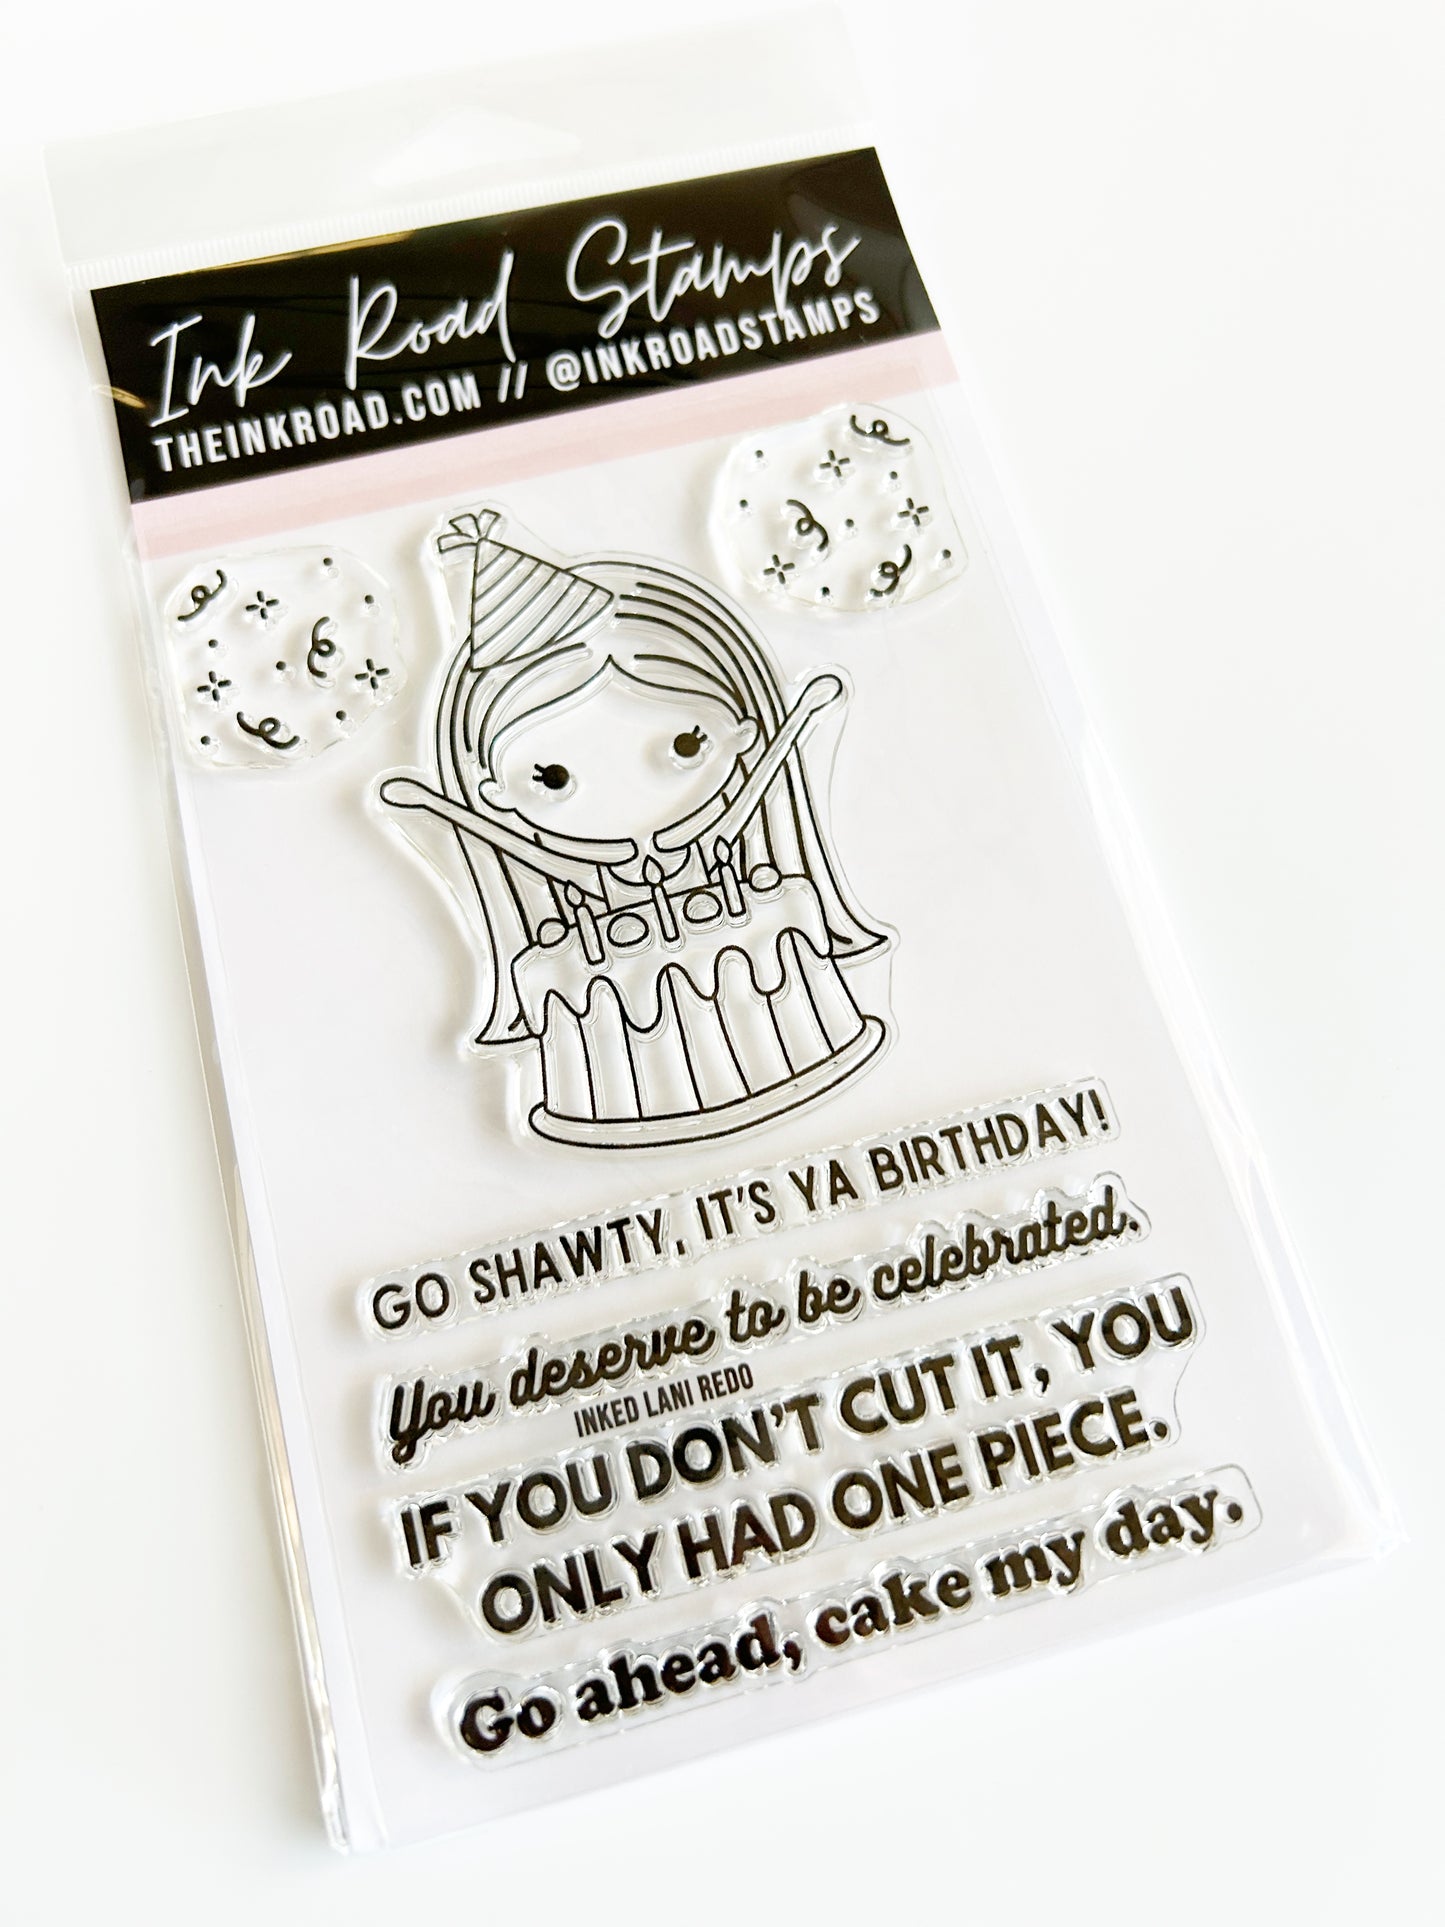 Ink Road Stamps
THEINKROAD.COM // @INKROADSTAMPS
GO SHAWTY, IT'S YA BIRTHDAY!
You deserve to be celebrated.
INKED LANI REDO
IF YOU DON'T CUT IT, YOU
ONLY HAD ONE PIECE.
Go ahead, cake my day.